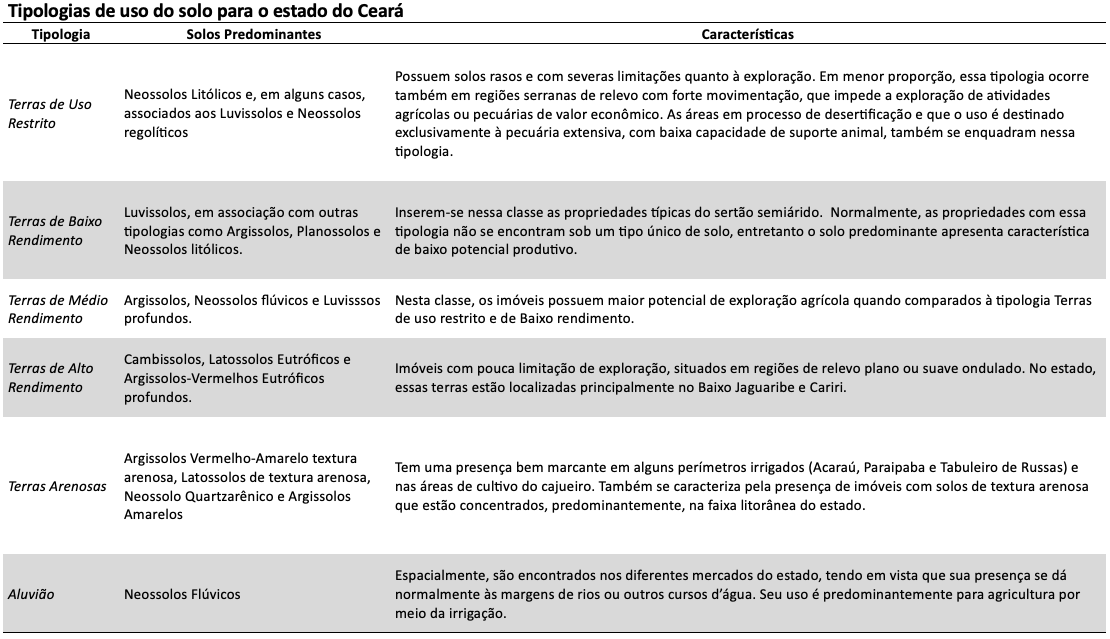 Tipologias de uso do solo para o estado do Ceará
Tipologia Solos Predominantes Características
Terras de Uso
Restrito
Neossolos Litólicos e, em alguns casos,
associados aos Luvissolos e Neossolos
regolíticos
Possuem solos rasos e com severas limitações quanto à exploração. Em menor proporção, essa tipologia ocorre
também em regiões serranas de relevo com forte movimentação, que impede a exploração de atividades
agrícolas ou pecuárias de valor econômico. As áreas em processo de desertificação e que o uso é destinado
exclusivamente à pecuária extensiva, com baixa capacidade de suporte animal, também se enquadram nessa
tipologia.
Terras de Baixo
Rendimento
Luvissolos, em associação com outras
tipologias como Argissolos, Planossolos e
Neossolos litólicos.
Inserem-se nessa classe as propriedades típicas do sertão semiárido. Normalmente, as propriedades com essa
tipologia não se encontram sob um tipo único de solo, entretanto o solo predominante apresenta característica
de baixo potencial produtivo.
Terras de Médio
Rendimento
Argissolos, Neossolos flúvicos e Luvisssos
profundos.
Nesta classe, os imóveis possuem maior potencial de exploração agrícola quando comparados à tipologia Terras
de uso restrito e de Baixo rendimento.
Terras de Alto
Rendimento
Cambissolos, Latossolos Eutróficos e
Argissolos-Vermelhos Eutróficos
profundos.
Imóveis com pouca limitação de exploração, situados em regiões de relevo plano ou suave ondulado. No estado,
essas terras estão localizadas principalmente no Baixo Jaguaribe e Cariri.
Terras Arenosas
Argissolos Vermelho-Amarelo textura
arenosa, Latossolos de textura arenosa,
Neossolo Quartzarênico e Argissolos
Amarelos
Tem uma presença bem marcante em alguns perímetros irrigados (Acaraú, Paraipaba e Tabuleiro de Russas) e
nas áreas de cultivo do cajueiro. Também se caracteriza pela presença de imóveis com solos de textura arenosa
que estão concentrados, predominantemente, na faixa litorânea do estado.
Aluvião
Neossolos Flúvicos
Espacialmente, são encontrados nos diferentes mercados do estado, tendo em vista que sua presença se dá
normalmente às margens de rios ou outros cursos d'água. Seu uso é predominantemente para agricultura por
meio da irrigação.